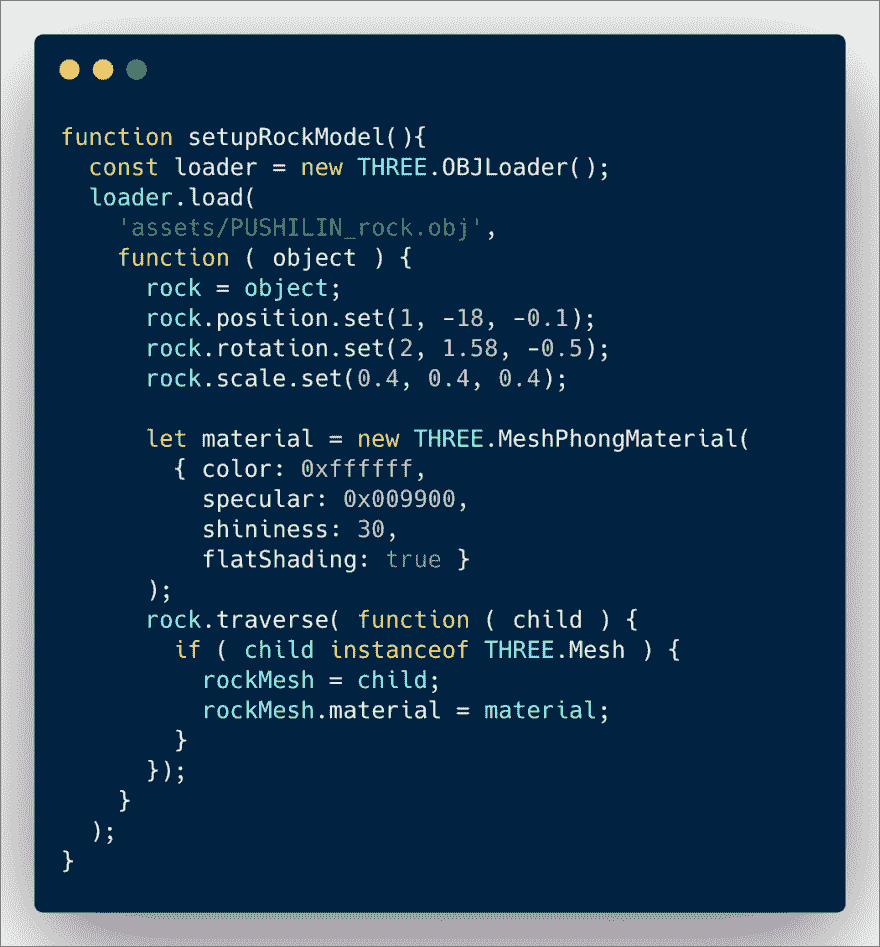 function setupRockModel(){
  const loader = new THREE.OBJLoader();
  loader.load(
    'assets/PUSHILIN_rock.obj',
    function ( object ) {
      rock = object;
      rock.position.set(1, -18, -0.1);
      rock.rotation.set(2, 1.58, -0.5);
      rock.scale.set(0.4, 0.4, 0.4);

      let material = new THREE.MeshPhongMaterial(
        { color: 0xffffff,
          specular: 0x009900,
          shininess: 30,
          flatShading: true }
      );
      rock.traverse( function ( child ) {
        if ( child instanceof THREE.Mesh ) {
          rockMesh = child;
          rockMesh.material = material;
        }
      });
    }
  );
}